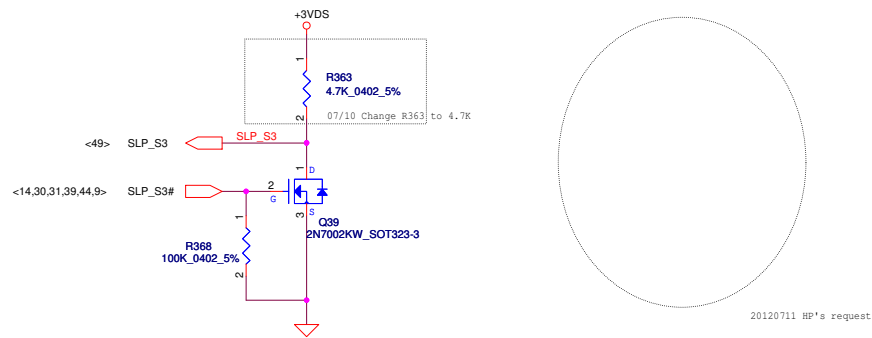 +3VDS
1
R363
4.7K_0402_5%
2
07/10 Change R363 to 4.7K
<49> SLP_S3 SLP_S3
1 D
<14,30,31,39,44,9> SLP_S3# 2
G
S
3
Q39
2N7002KW_SOT323-3
1
R368
100K_0402_5%
2
20120711 HP's request